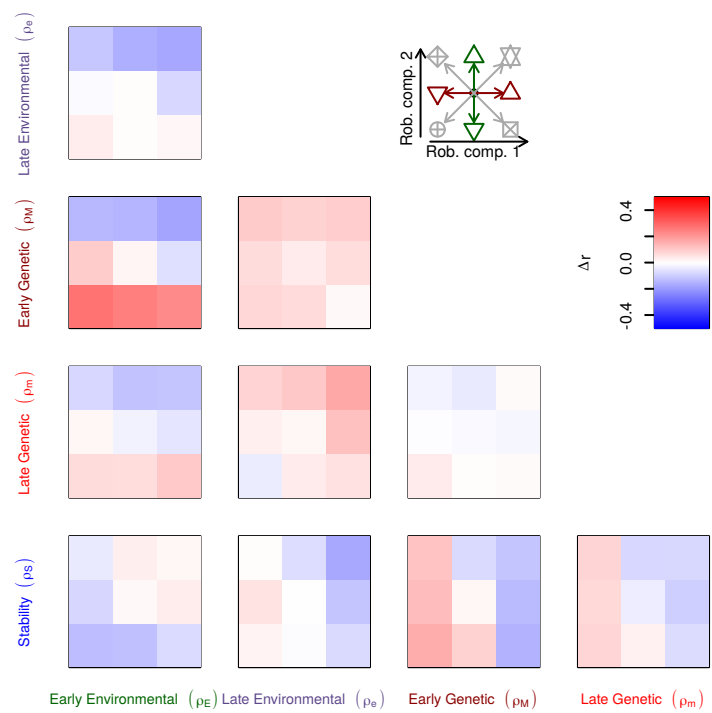 Late Environmental (ρe)
Rob. comp. 2
Rob. comp. 1
Early Genetic (ρM)
Δr
0.4
0.0
-0.4
Late Genetic (ρm)
Stability (ρS)
Early Environmental (ρE)
Late Environmental (ρe)
Early Genetic (ρM)
Late Genetic (ρm)